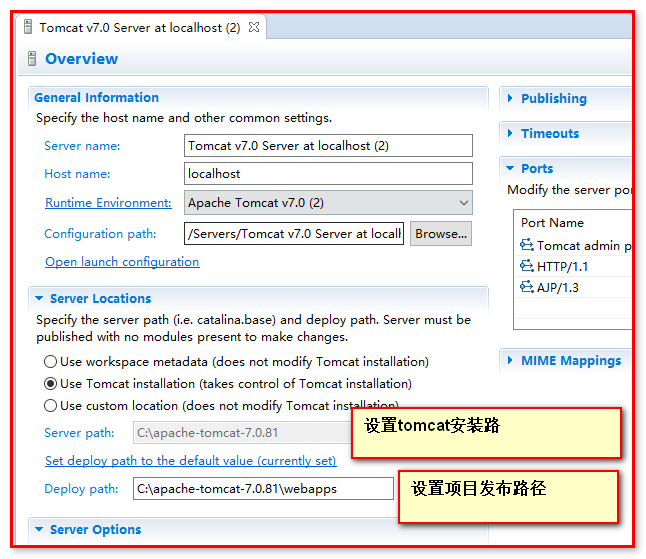 Tomcat v7.0 Server at localhost (2)
Overview
General Information
Specify the host name and other common settings.
Server name: Tomcat v7.0 Server at localhost (2)
Host name: localhost
Runtime Environment: Apache Tomcat v7.0 (2)
Configuration path: /Servers/Tomcat v7.0 Server at local Browse...
Open launch configuration
Server Locations
Specify the server path (i.e. catalina.base) and deploy path. Server must be
published with no modules present to make changes.
Use workspace metadata (does not modify Tomcat installation)
Use Tomcat installation (takes control of Tomcat installation)
Use custom location (does not modify Tomcat installation)
Server path: C:\apache-tomcat-7.0.81
设置tomcat安装路
Set deploy path to the default value (currently set)
Deploy path: C:\apache-tomcat-7.0.81\webapps
设置项目发布路径
Server Options
Publishing
Timeouts
Ports
Modify the server por
Port Name
Tomcat admin p
HTTP/1.1
AJP/1.3
MIME Mappings